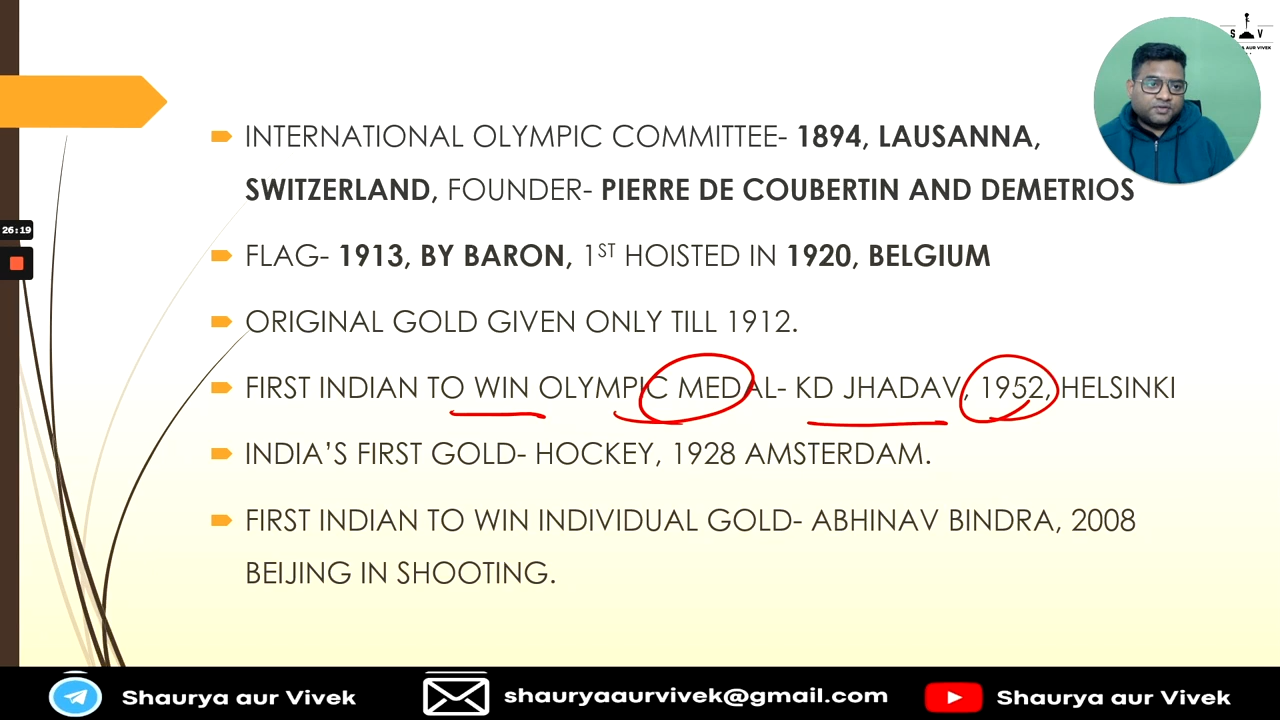 S V
S AUR VIVEK
INTERNATIONAL OLYMPIC COMMITTEE- 1894, LAUSANNA,
SWITZERLAND, FOUNDER- PIERRE DE COUBERTIN AND DEMETRIOS
26:19
FLAG- 1913, BY BARON, 1ST HOISTED IN 1920, BELGIUM
ORIGINAL GOLD GIVEN ONLY TILL 1912.
FIRST INDIAN TO WIN OLYMPIC MEDAL- KD JHADAV, 1952, HELSINKI
INDIA’S FIRST GOLD- HOCKEY, 1928 AMSTERDAM.
FIRST INDIAN TO WIN INDIVIDUAL GOLD- ABHINAV BINDRA, 2008
BEIJING IN SHOOTING.
Shaurya aur Vivek shauryaaurvivek@gmail.com Shaurya aur Vivek